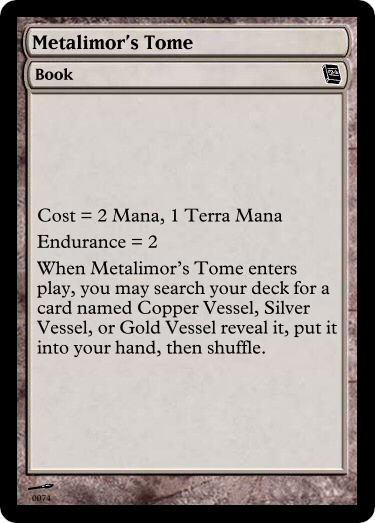 Metalimor's Tome
Book
Cost = 2 Mana, 1 Terra Mana
Endurance = 2
When Metalimor's Tome enters
play, you may search your deck for a
card named Copper Vessel, Silver
Vessel, or Gold Vessel reveal it, put it
into your hand, then shuffle.
0074